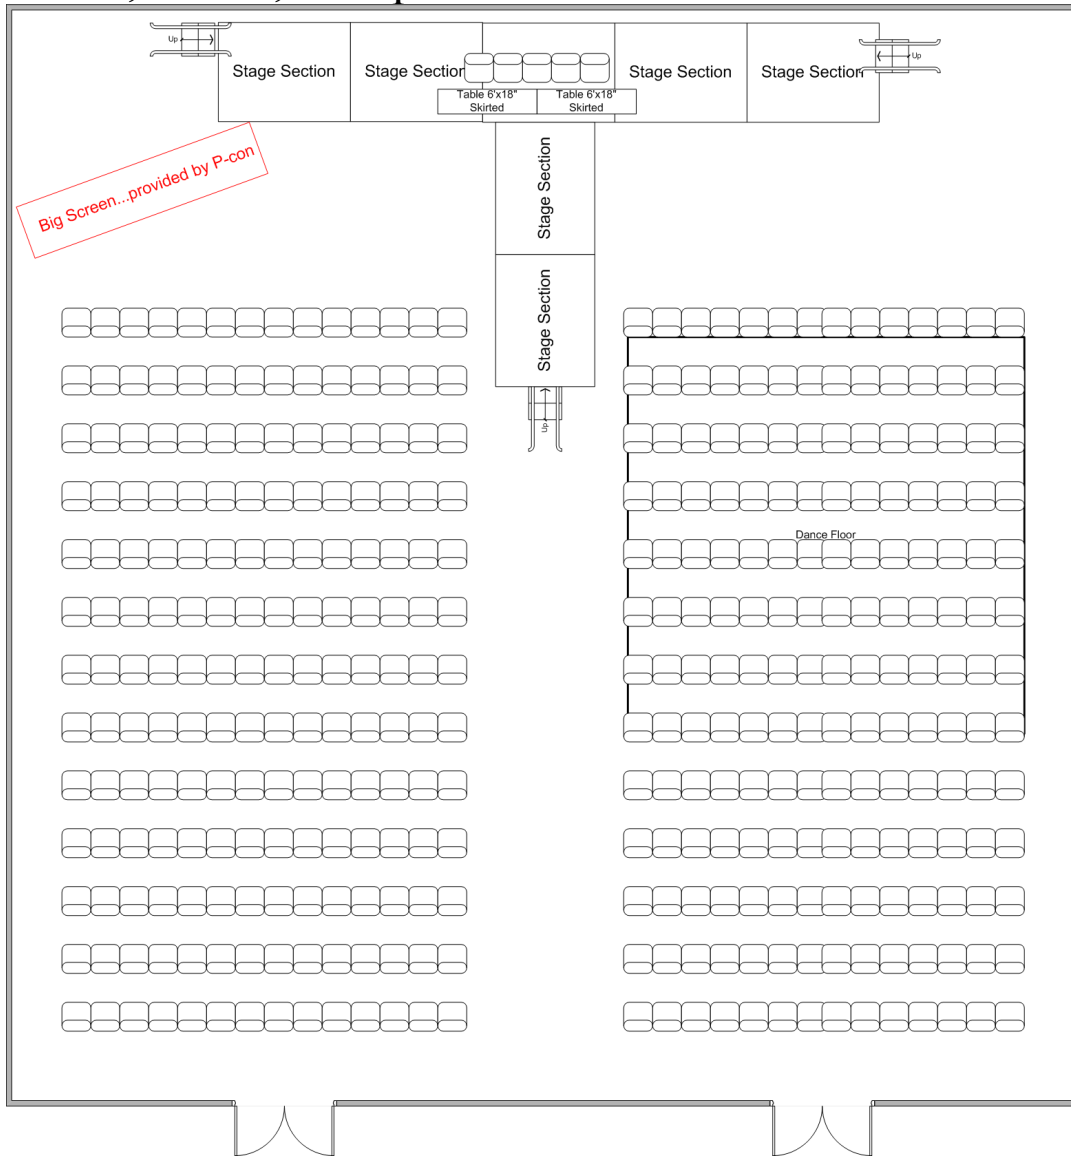 Up
Stage Section
Stage Section
Stage Section
Stage Section
Up
Table 6'x18"
Skirted
Table 6'x18"
Skirted
Big Screen...provided by P-con
Stage Section
Stage Section
Up
Dance Floor